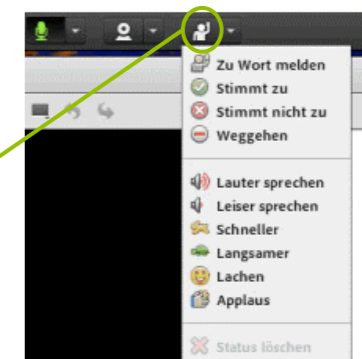 Zu Wort melden
Stimmt zu
Stimmt nicht zu
Weggehen
Lauter sprechen
Leiser sprechen
Schneller
Langsamer
Lachen
Applaus
Status löschen